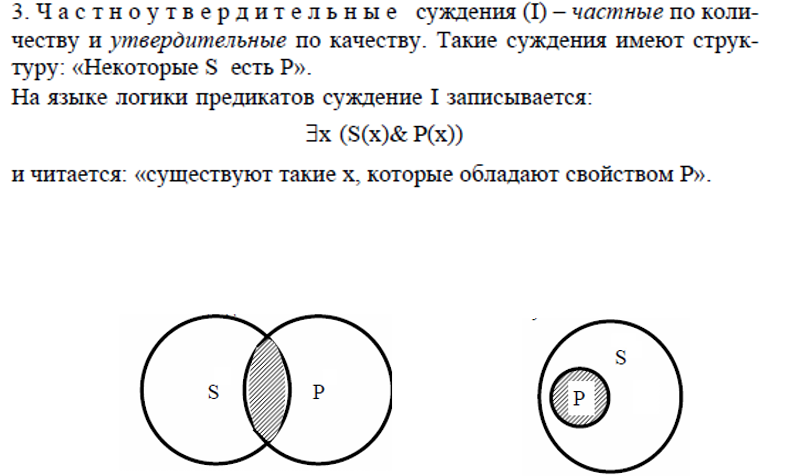 3. Ч а с т н о у т в е р д и т е л ь н ы е суждения (I) – частные по коли-
честву и утвердительные по качеству. Такие суждения имеют струк-
туру: «Некоторые S есть P».
На языке логики предикатов суждение I записывается:
∃x (S(x)& P(x))
и читается: «существуют такие x, которые обладают свойством P».
S P
S
P